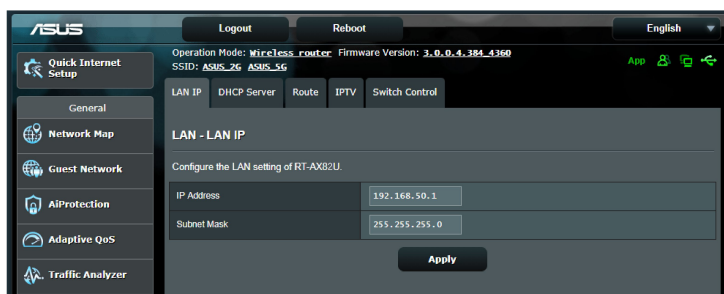 ASUS Logout Reboot English
Quick Internet Setup
Operation Mode: Wireless router Firmware Version: 3.0.0.4.384_4360
SSID: ASUS_2G ASUS_5G
App
LAN IP DHCP Server Route IPTV Switch Control
General
Network Map
Guest Network
AiProtection
Adaptive QoS
Traffic Analyzer
LAN - LAN IP
Configure the LAN setting of RT-AX82U.
IP Address 192.168.50.1
Subnet Mask 255.255.255.0
Apply